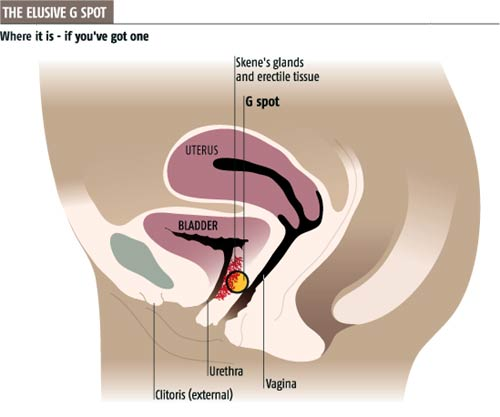 THE ELUSIVE G SPOT
Where it is - if you've got one
Skene's glands
and erectile tissue
G spot
UTERUS
BLADDER
Urethra
Vagina
Clitoris (external)